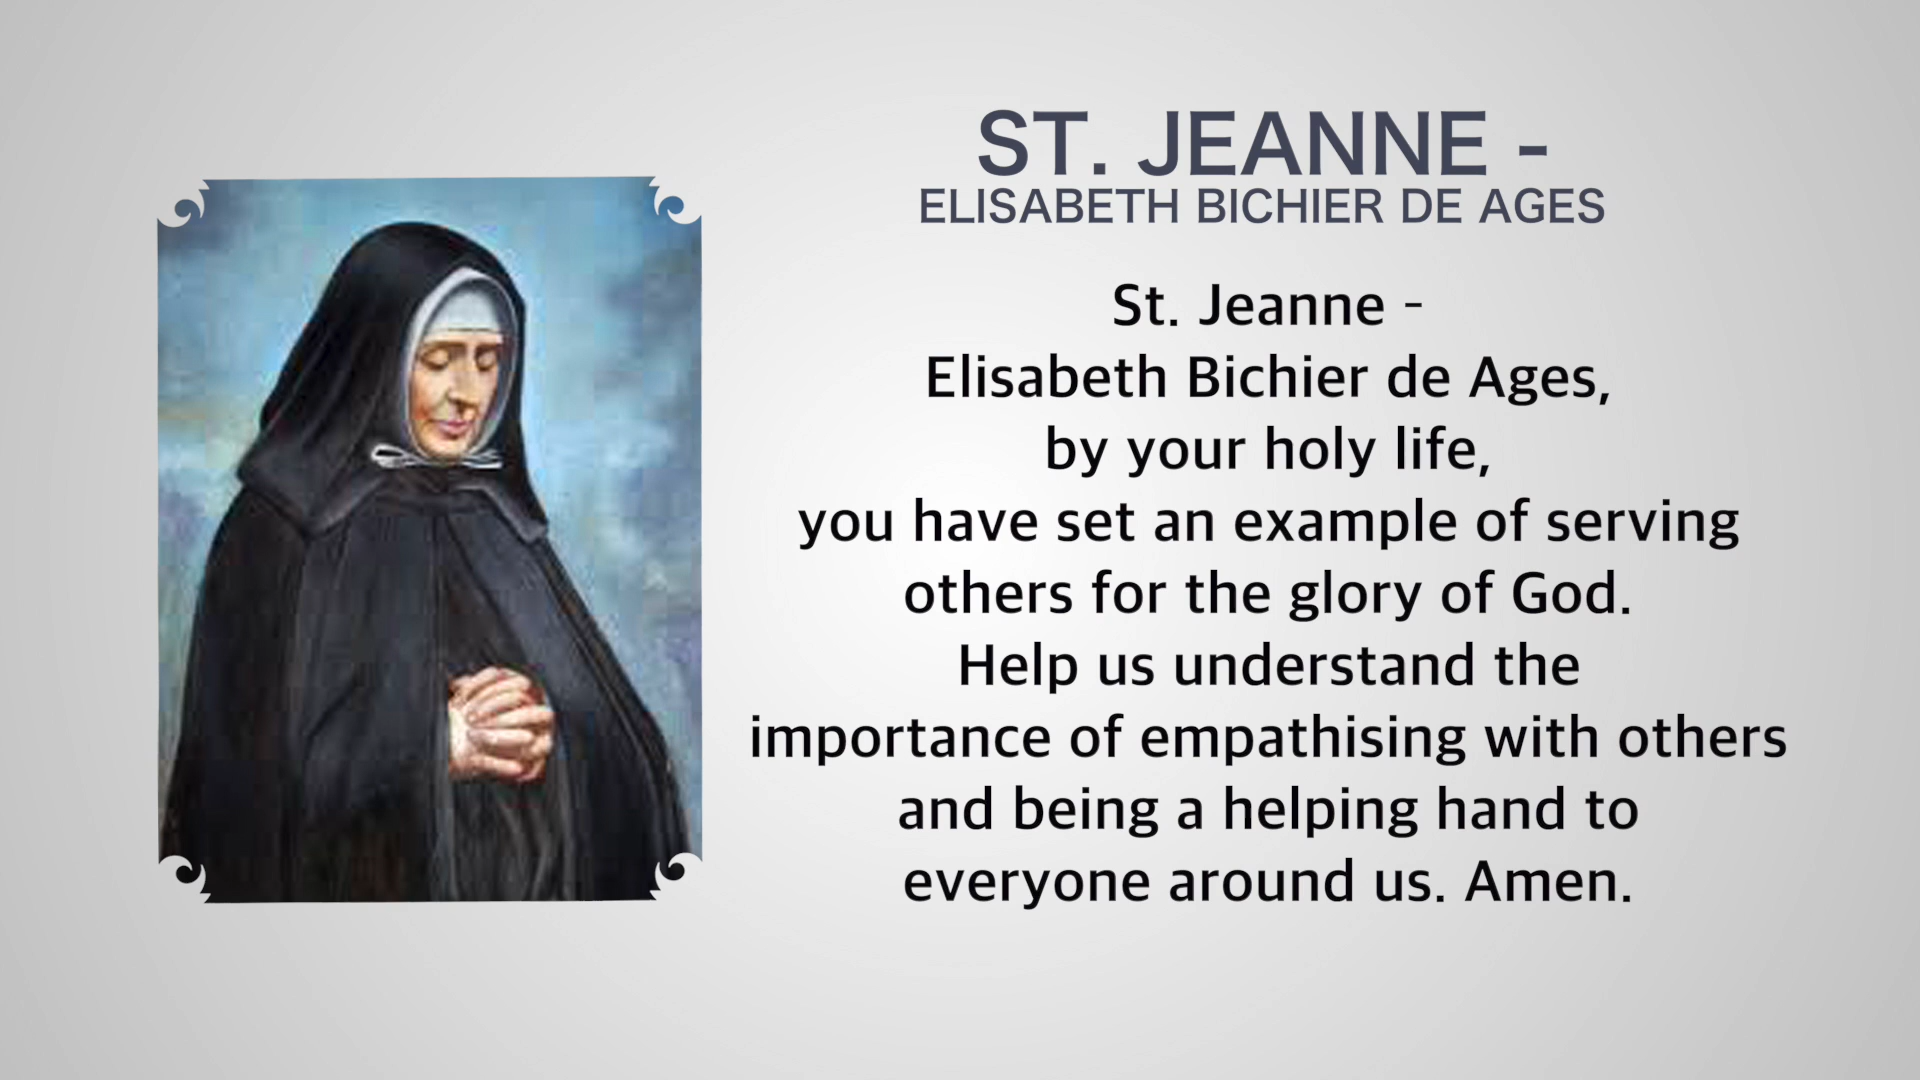 ST. JEANNE -
ELISABETH BICHIER DE AGES
St. Jeanne -
Elisabeth Bichier de Ages,
by your holy life,
you have set an example of serving
others for the glory of God.
Help us understand the
importance of empathising with others
and being a helping hand to
everyone around us. Amen.